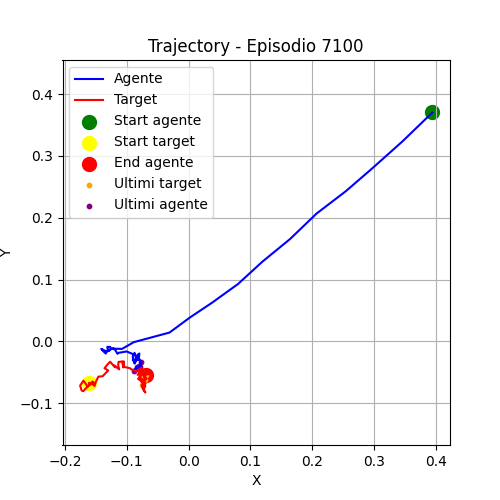 Trajectory - Episodio 7100
Agente
Target
Start agente
Start target
End agente
Ultimi target
Ultimi agente
0.4
0.3
0.2
0.1
0.0
−0.1
Y
−0.2
−0.1
0.0
0.1
0.2
0.3
0.4
X